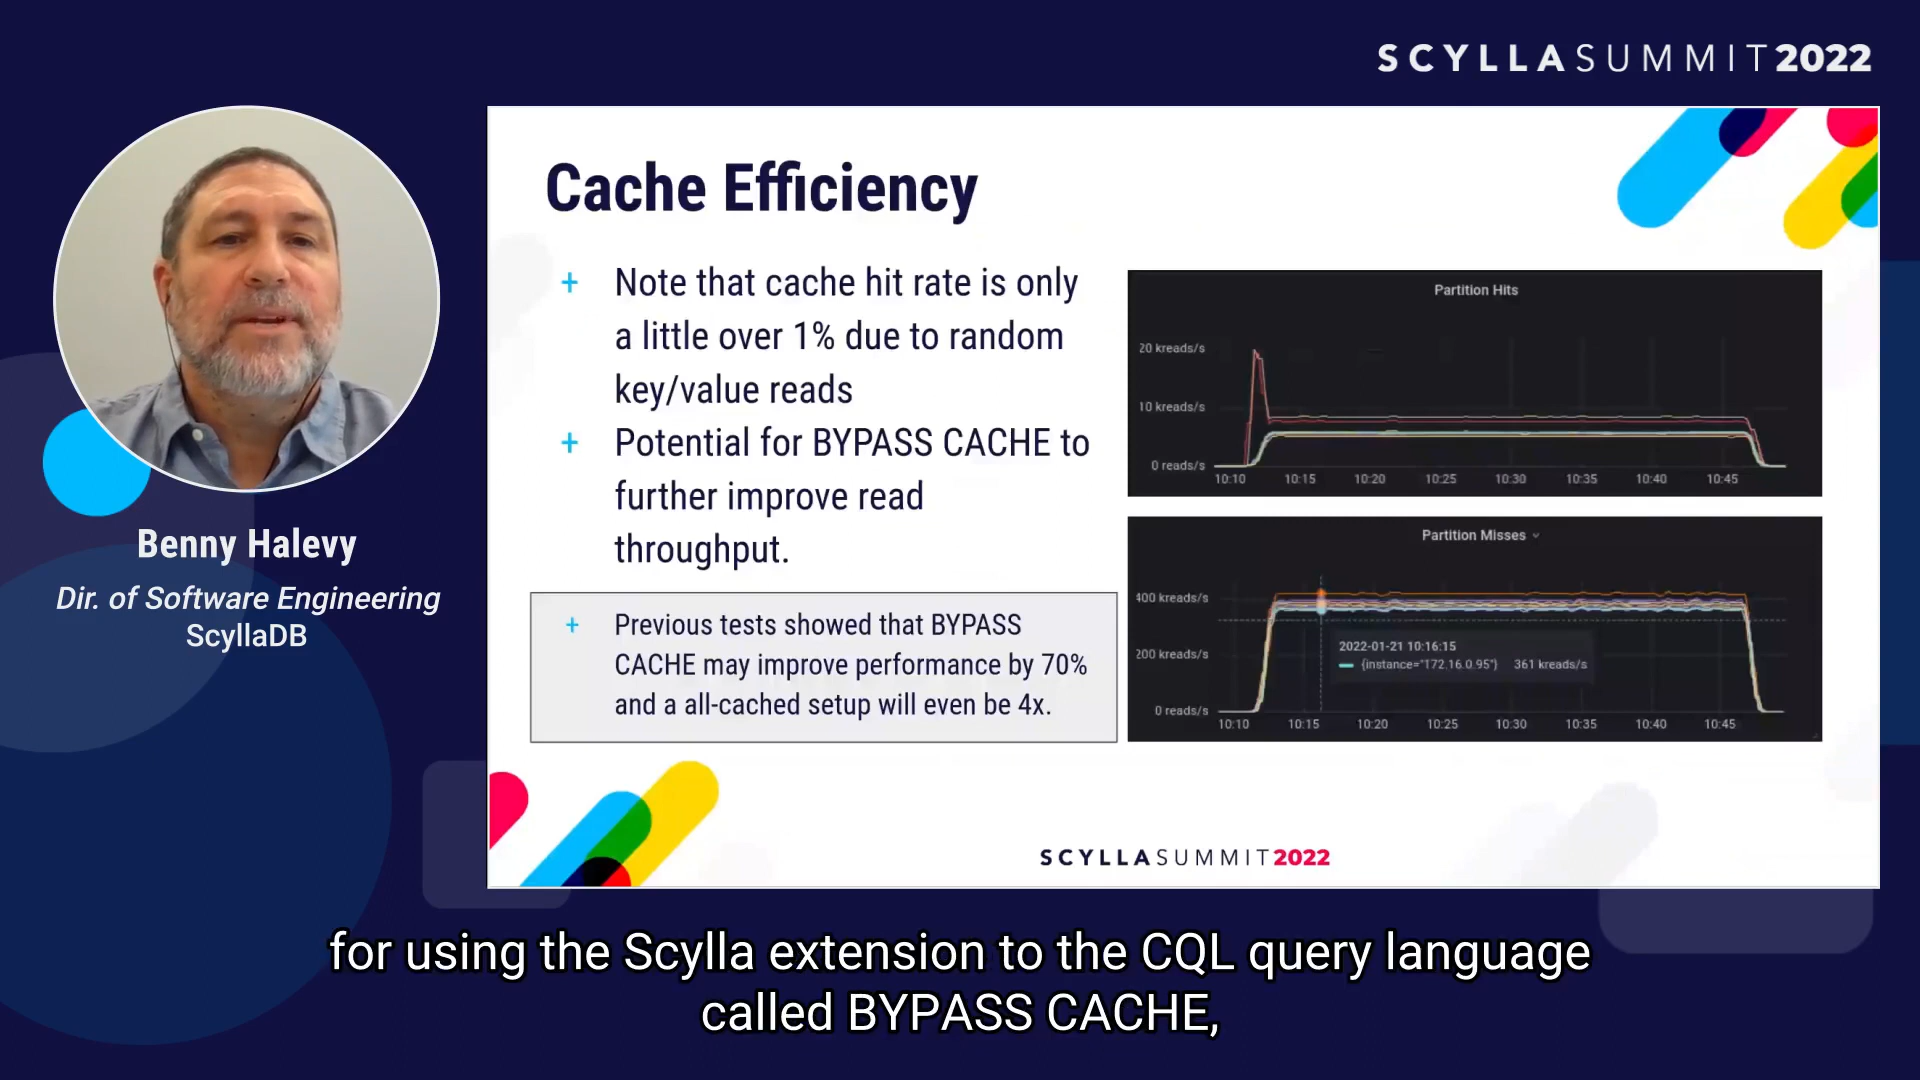 SCYLLASUMMIT2022
Benny Halevy
Dir. of Software Engineering
ScyllaDB
Cache Efficiency
+ Note that cache hit rate is only
a little over 1% due to random
key/value reads
+ Potential for BYPASS CACHE to
further improve read
throughput.
+ Previous tests showed that BYPASS
CACHE may improve performance by 70%
and a all-cached setup will even be 4x.
Partition Hits
20 kreads/s
10 kreads/s
0 reads/s
10:10 10:15 10:20 10:25 10:30 10:35 10:40 10:45
Partition Misses
400 kreads/s
200 kreads/s
0 reads/s
2022-01-21 10:16:15
{instance="172.16.0.95"} 361 kreads/s
10:10 10:15 10:20 10:25 10:30 10:35 10:40 10:45
SCYLLASUMMIT2022
for using the Scylla extension to the CQL query language
called BYPASS CACHE,